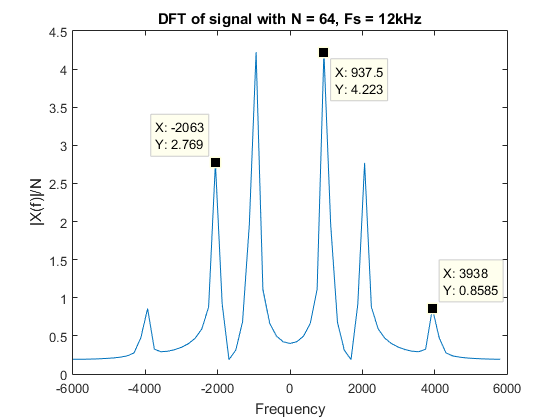 DFT of signal with N = 64, Fs = 12kHz
4.5
4
3.5
3
2.5
2
1.5
1
0.5
0
|X(f)|/N
X: -2063
Y: 2.769
X: 937.5
Y: 4.223
X: 3938
Y: 0.8585
-6000 -4000 -2000 0 2000 4000 6000
Frequency